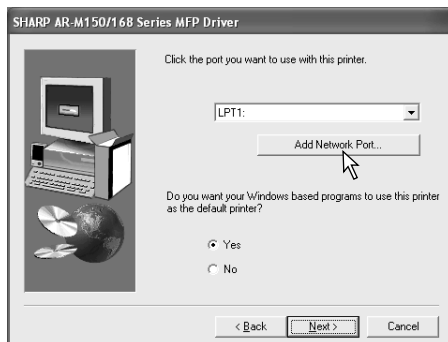 SHARP AR-M150/168 Series MFP Driver
Click the port you want to use with this printer.
LPT1:
Add Network Port...
Do you want your Windows based programs to use this printer
as the default printer?
Yes
No
< Back
Next >
Cancel